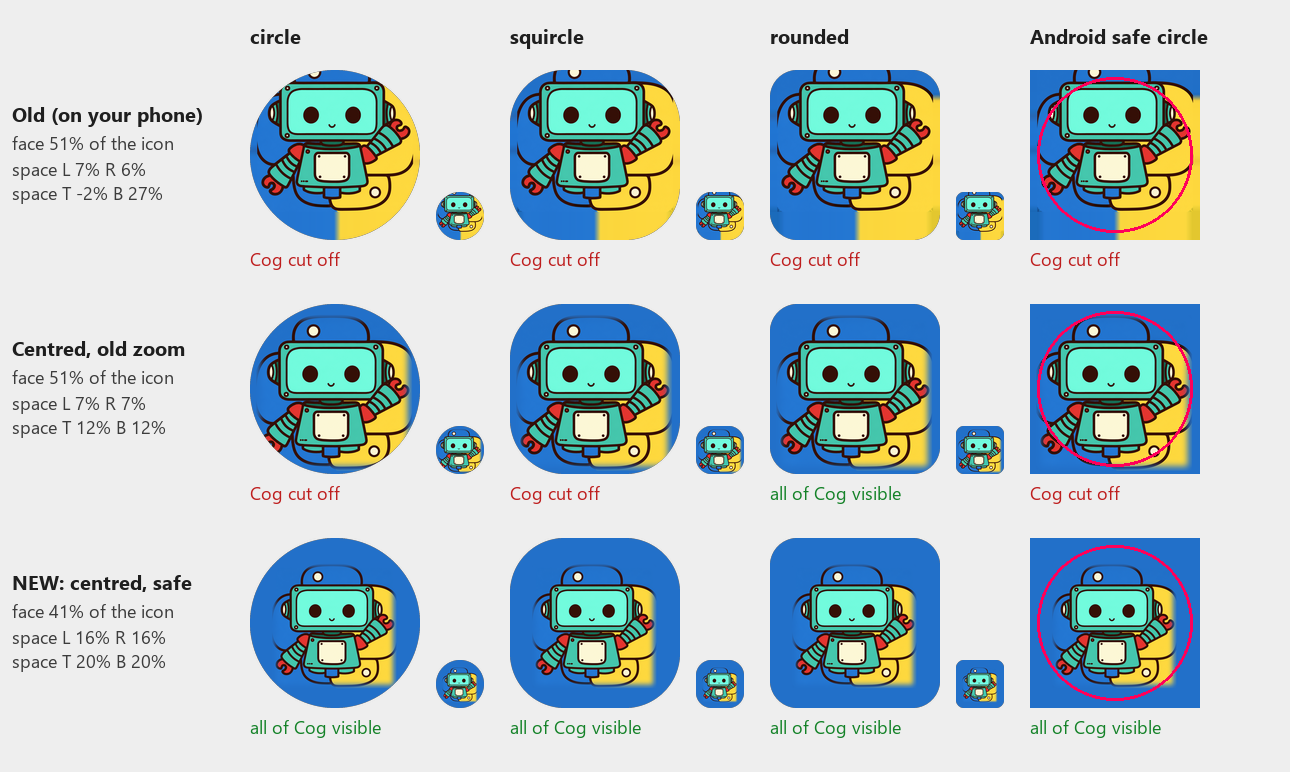 circle
squircle
rounded
Android safe circle
Old (on your phone)
face 51% of the icon
space L 7% R 6%
space T -2% B 27%
Cog cut off
Cog cut off
Cog cut off
Cog cut off
Centred, old zoom
face 51% of the icon
space L 7% R 7%
space T 12% B 12%
Cog cut off
Cog cut off
all of Cog visible
Cog cut off
NEW: centred, safe
face 41% of the icon
space L 16% R 16%
space T 20% B 20%
all of Cog visible
all of Cog visible
all of Cog visible
all of Cog visible